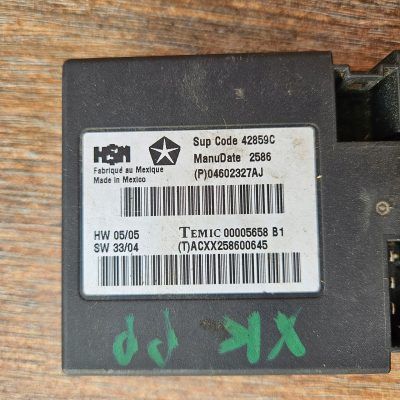 HSM
Sup Code 42859C
ManuDate 2586
(P)04602327AJ
Fabriqué au Mexique
Made in Mexico
HW 05/05
SW 33/04
TEMIC 00005658 B1
(T)ACXX258600645
XK PP